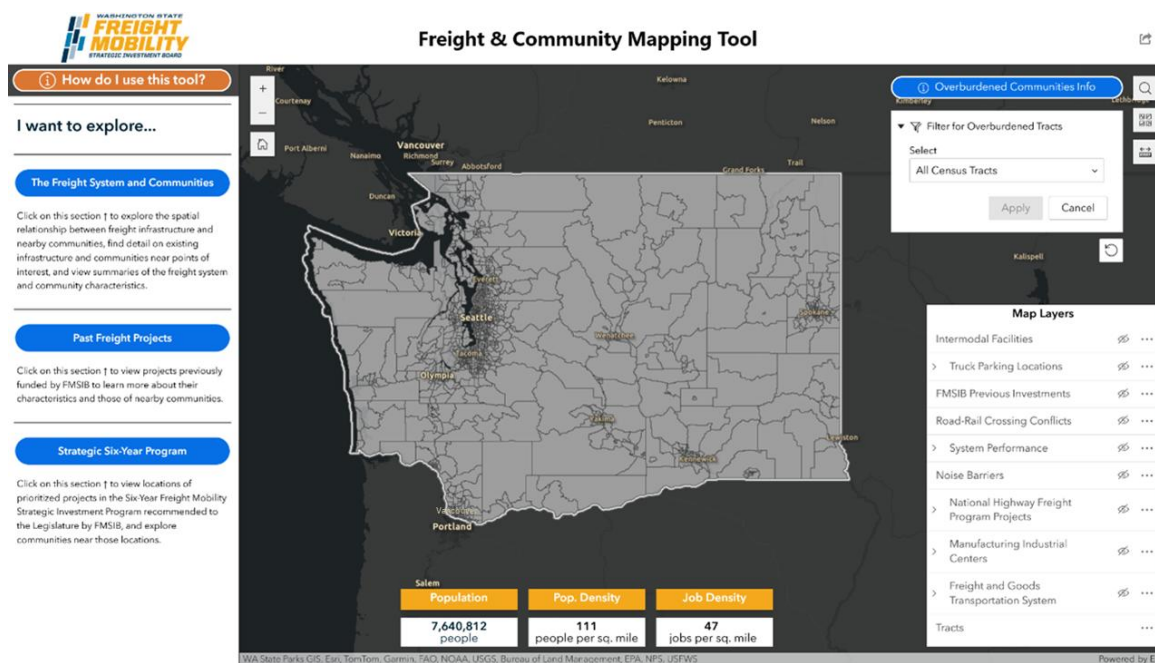 WASHINGTON STATE
FREIGHT
MOBILITY
STRATEGIC INVESTMENT BOARD
Freight & Community Mapping Tool
How do I use this tool?
I want to explore...
The Freight System and Communities
Click on this section ↑ to explore the spatial
relationship between freight infrastructure and
nearby communities, find detail on existing
infrastructure and communities near points of
interest, and view summaries of the freight system
and community characteristics.
Past Freight Projects
Click on this section ↑ to view projects previously
funded by FMSIB to learn more about their
characteristics and those of nearby communities.
Strategic Six-Year Program
Click on this section ↑ to view locations of
prioritized projects in the Six-Year Freight Mobility
Strategic Investment Program recommended to
the Legislature by FMSIB, and explore
communities near those locations.
+
−
River
Courtenay
Port Alberni
Nanaimo
Vancouver
Richmond
Surrey
Abbotsford
Duncan
Victoria
Kelowna
Penticton
Nelson
Trail
Grand Forks
Kimberley
Kalispell
Everett
Seattle
Tacoma
Olympia
Wenatchee
Spokane
Yakima
Kennewick
Lewiston
Vancouver
Portland
Salem
Overburdened Communities Info
Filter for Overburdened Tracts
Select
All Census Tracts
Apply
Cancel
Map Layers
Intermodal Facilities
Truck Parking Locations
FMSIB Previous Investments
Road-Rail Crossing Conflicts
System Performance
Noise Barriers
National Highway Freight
Program Projects
Manufacturing Industrial
Centers
Freight and Goods
Transportation System
Tracts
Population
7,640,812
people
Pop. Density
111
people per sq. mile
Job Density
47
jobs per sq. mile
WA State Parks GIS, Esri, TomTom, Garmin, FAO, NOAA, USGS, Bureau of Land Management, EPA, NPS, USFWS
Powered by E